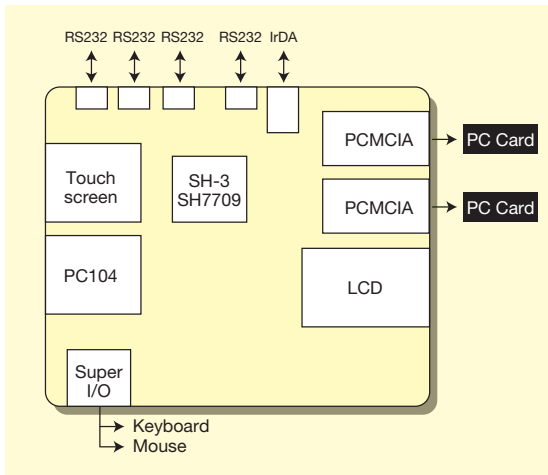 RS232 RS232 RS232 RS232 IrDA
PCMCIA
PC Card
Touch
screen
SH-3
SH7709
PCMCIA
PC Card
PC104
LCD
Super
I/O
Keyboard
Mouse